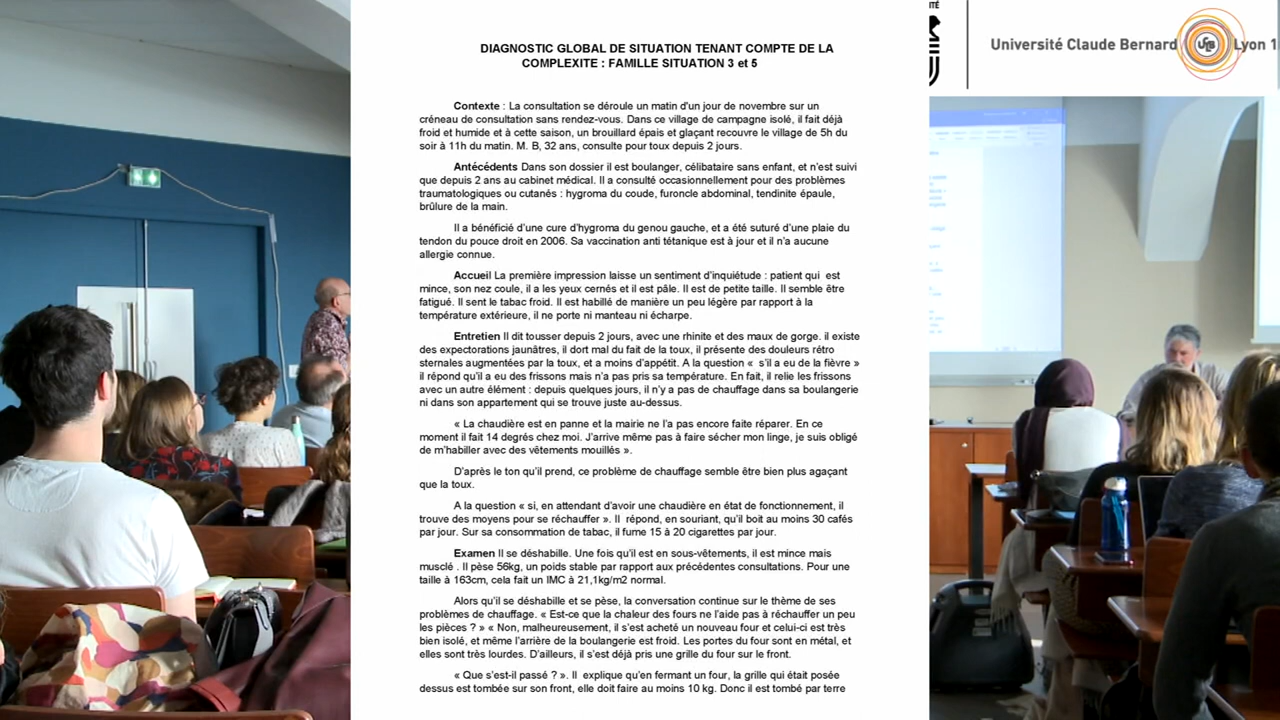 DIAGNOSTIC GLOBAL DE SITUATION TENANT COMPTE DE LA
COMPLEXITE : FAMILLE SITUATION 3 et 5
Contexte : La consultation se déroule un matin d'un jour de novembre sur un
créneau de consultation sans rendez-vous. Dans ce village de campagne isolé, il fait déjà
froid et humide et à cette saison, un brouillard épais et glaçant recouvre le village de 5h du
soir à 11h du matin. M. B, 32 ans, consulte pour toux depuis 2 jours.
Antécédents Dans son dossier il est boulanger, célibataire sans enfant, et n'est suivi
que depuis 2 ans au cabinet médical. Il a consulté occasionnellement pour des problèmes
traumatologiques ou cutanés : hygroma du coude, furoncle abdominal, tendinite épaule,
brûlure de la main.
Il a bénéficié d'une cure d'hygroma du genou gauche, et a été suturé d'une plaie du
tendon du pouce droit en 2006. Sa vaccination anti tétanique est à jour et il n'a aucune
allergie connue.
Accueil La première impression laisse un sentiment d'inquiétude : patient qui est
mince, son nez coule, il a les yeux cernés et il est pâle. Il est de petite taille. Il semble être
fatigué. Il sent le tabac froid. Il est habillé de manière un peu légère par rapport à la
température extérieure, il ne porte ni manteau ni écharpe.
Entretien Il dit tousser depuis 2 jours, avec une rhinite et des maux de gorge. il existe
des expectorations jaunâtres, il dort mal du fait de la toux, il présente des douleurs rétro
sternales augmentées par la toux, et a moins d'appétit. A la question « s'il a eu de la fièvre »
il répond qu'il a eu des frissons mais n'a pas pris sa température. En fait, il relie les frissons
avec un autre élément : depuis quelques jours, il n'y a pas de chauffage dans sa boulangerie
ni dans son appartement qui se trouve juste au-dessus.
« La chaudière est en panne et la mairie ne l'a pas encore faite réparer. En ce
moment il fait 14 degrés chez moi. J'arrive même pas à faire sécher mon linge, je suis obligé
de m'habiller avec des vêtements mouillés ».
D'après le ton qu'il prend, ce problème de chauffage semble être bien plus agaçant
que la toux.
A la question « si, en attendant d'avoir une chaudière en état de fonctionnement, il
trouve des moyens pour se réchauffer ». Il répond, en souriant, qu'il boit au moins 30 cafés
par jour. Sur sa consommation de tabac, il fume 15 à 20 cigarettes par jour.
Examen Il se déshabille. Une fois qu'il est en sous-vêtements, il est mince mais
musclé . Il pèse 56kg, un poids stable par rapport aux précédentes consultations. Pour une
taille à 163cm, cela fait un IMC à 21,1kg/m2 normal.
Alors qu'il se déshabille et se pèse, la conversation continue sur le thème de ses
problèmes de chauffage. « Est-ce que la chaleur des fours ne l'aide pas à réchauffer un peu
les pièces ? » « Non, malheureusement, il s'est acheté un nouveau four et celui-ci est très
bien isolé, et même l'arrière de la boulangerie est froid. Les portes du four sont en métal, et
elles sont très lourdes. D'ailleurs, il s'est déjà pris une grille du four sur le front.
« Que s'est-il passé ? ». Il explique qu'en fermant un four, la grille qui était posée
dessus est tombée sur son front, elle doit faire au moins 10 kg. Donc il est tombé par terre
ITÉ
Université Claude Bernard Lyon 1